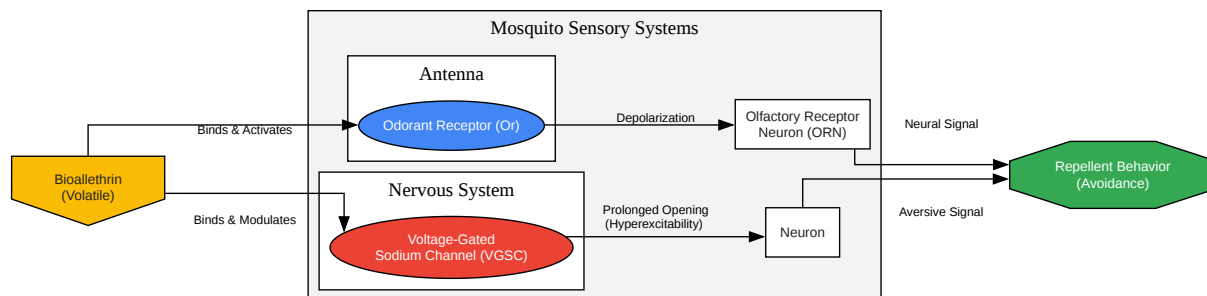 Mosquito Sensory Systems
Antenna
Binds & Activates
Odorant Receptor (Or)
Depolarization
Olfactory Receptor
Neuron (ORN)
Neural Signal
Bioallethrin
(Volatile)
Repellent Behavior
(Avoidance)
Nervous System
Binds & Modulates
Voltage-Gated
Sodium Channel (VGSC)
Prolonged Opening
(Hyperexcitability)
Neuron
Aversive Signal